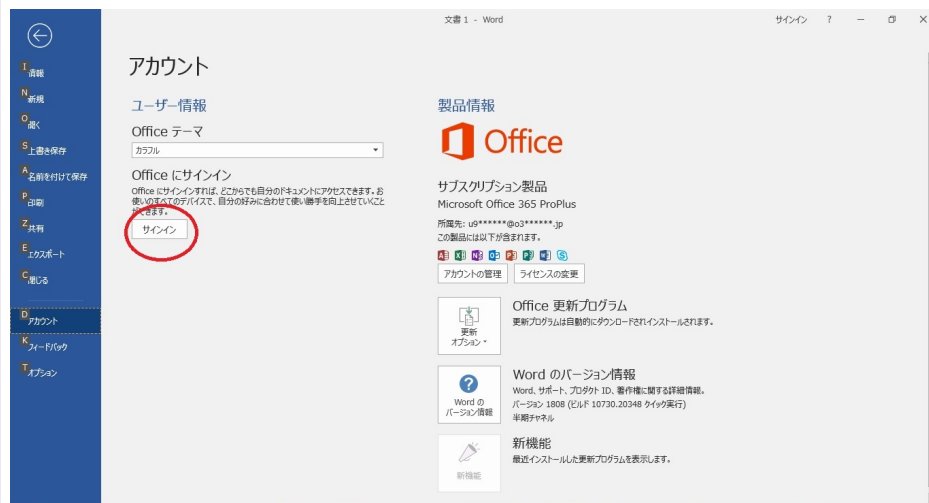 文書 1 - Word
サインイン ? － ×
I 情報
N 新規
O 開く
S 上書き保存
A 名前を付けて保存
P 印刷
Z 共有
E エクスポート
C 閉じる
D アカウント
K フィードバック
T オプション
アカウント
ユーザー情報
Office テーマ
カラフル
Office にサインイン
Office にサインインすれば、どこからでも自分のドキュメントにアクセスできます。お
使いのすべてのデバイスで、自分の好みに合わせて使い勝手を向上させていくこと
ができます。
サインイン
製品情報
Office
サブスクリプション製品
Microsoft Office 365 ProPlus
所属先: u9******@o3******.jp
この製品には以下が含まれます。
アカウントの管理
ライセンスの変更
更新
オプション
Office 更新プログラム
更新プログラムは自動的にダウンロードされインストールされます。
?
Word の
バージョン情報
Word のバージョン情報
Word、サポート、プロダクト ID、著作権に関する詳細情報。
バージョン 1808 (ビルド 10730.20348 クイック実行)
半期チャネル
新機能
新機能
最近インストールした更新プログラムを表示します。